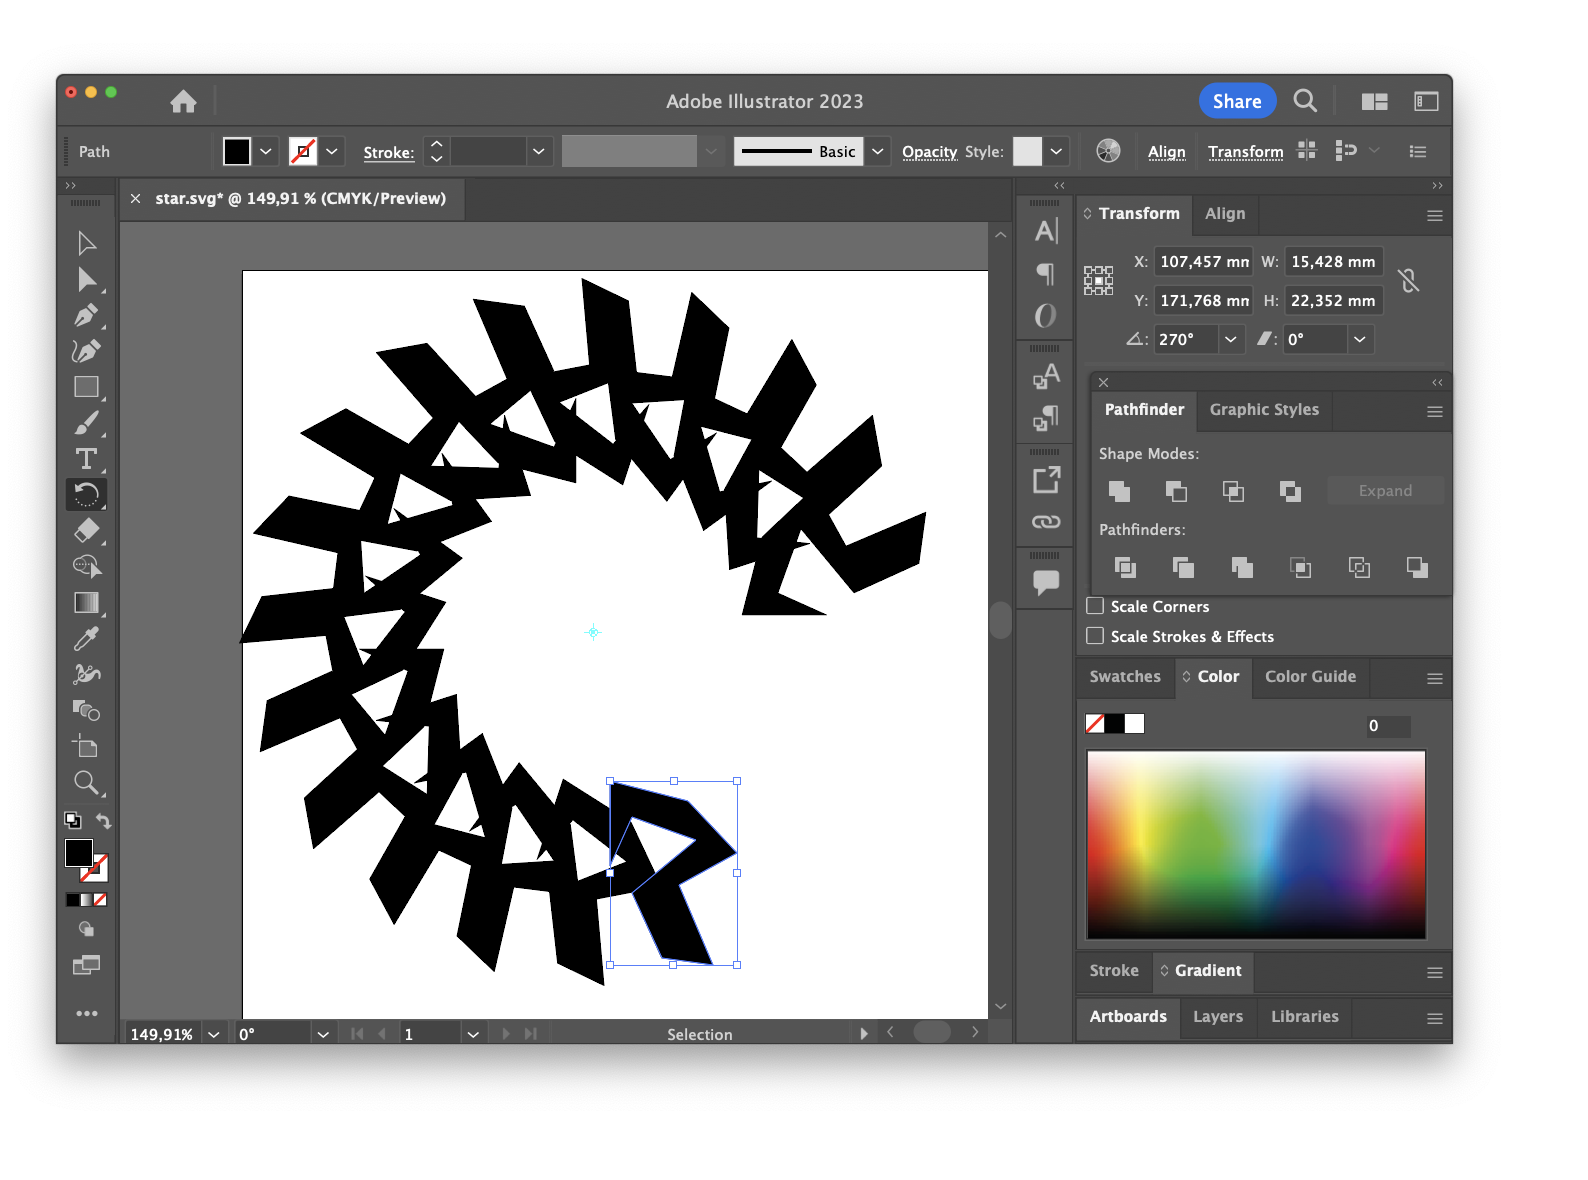 Adobe Illustrator 2023
Share
Path
Stroke:
Basic
Opacity
Style:
Align
Transform
star.svg* @ 149,91 % (CMYK/Preview)
Transform
Align
X: 107,457 mm W: 15,428 mm
Y: 171,768 mm H: 22,352 mm
270°
0°
Pathfinder
Graphic Styles
Shape Modes:
Expand
Pathfinders:
Scale Corners
Scale Strokes & Effects
Swatches
Color
Color Guide
0
Stroke
Gradient
Artboards
Layers
Libraries
149,91%
0°
1
Selection